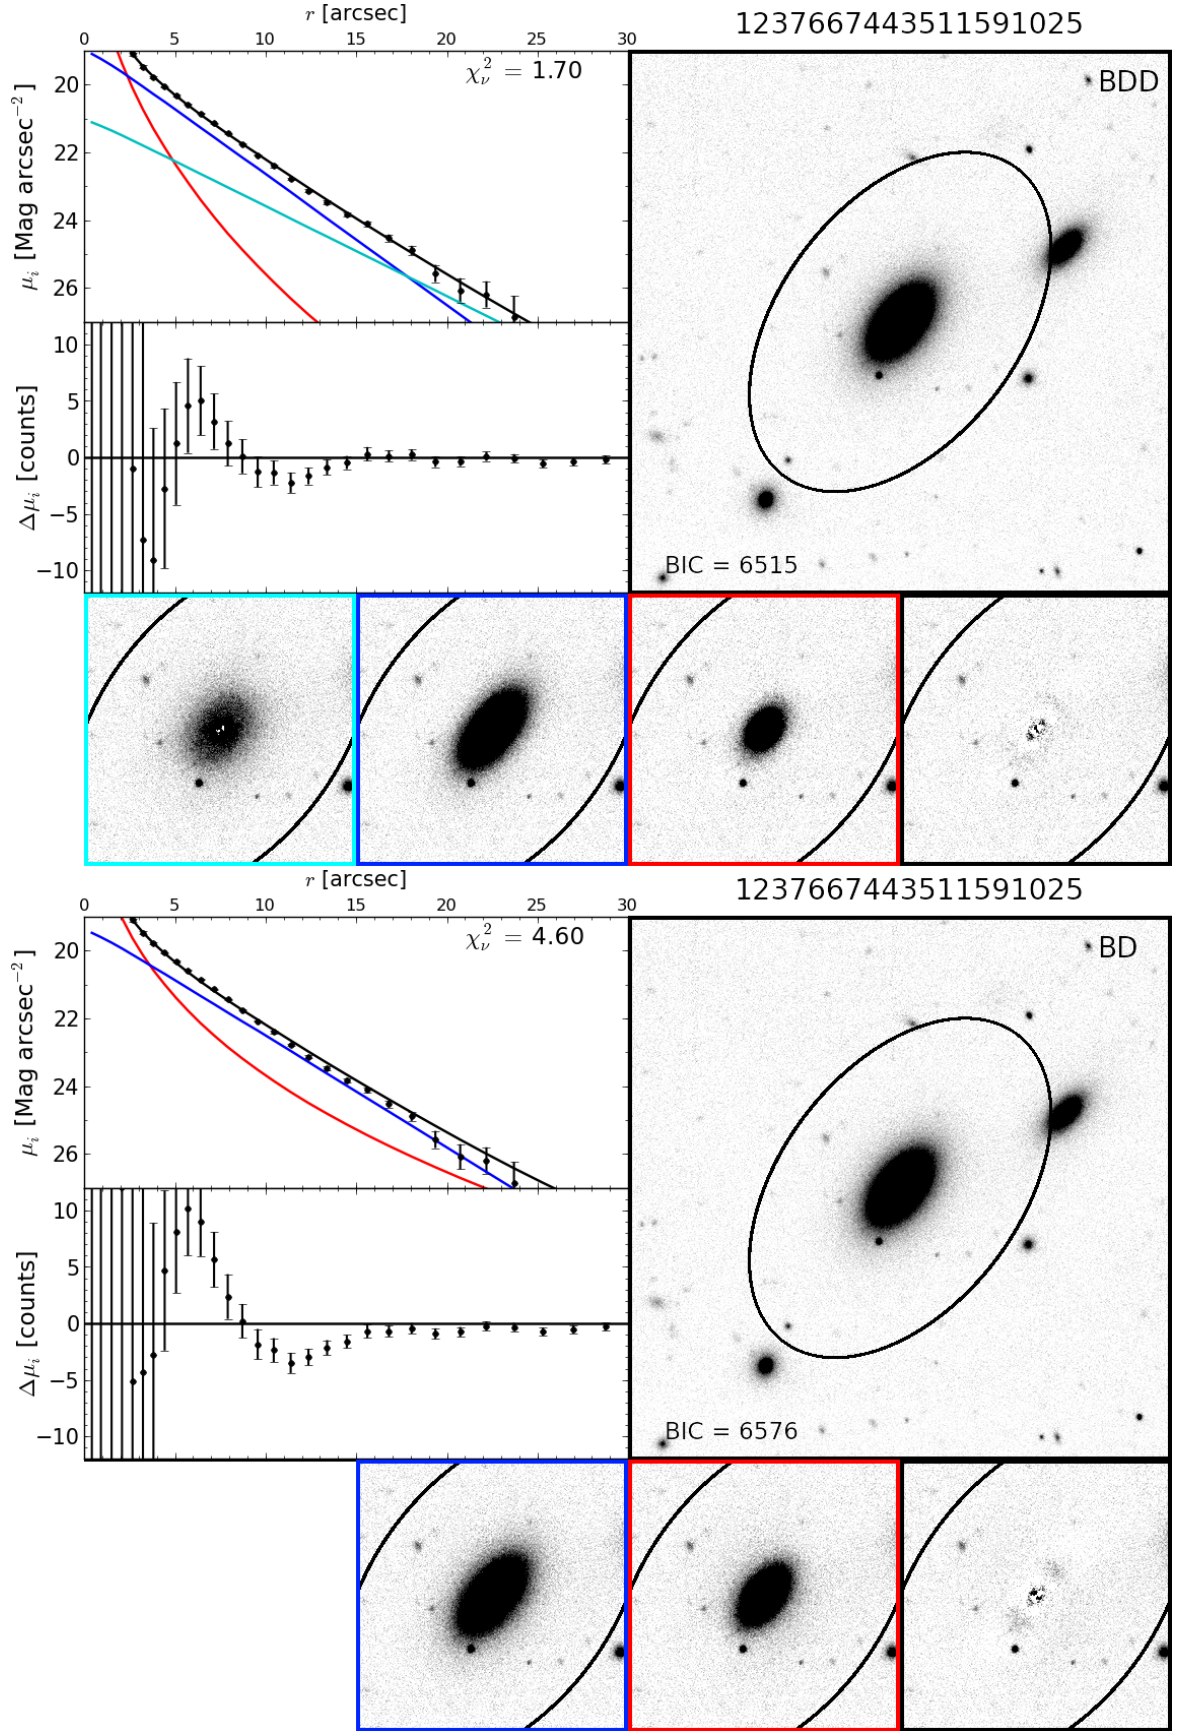 r [arcsec]
1237667443511591025
0 5 10 15 20 25 30
χ²ᵥ = 1.70
BDD
20
22
24
26
μᵢ [Mag arcsec⁻²]
10
5
0
−5
−10
Δμᵢ [counts]
BIC = 6515
r [arcsec]
1237667443511591025
0 5 10 15 20 25 30
χ²ᵥ = 4.60
BD
20
22
24
26
μᵢ [Mag arcsec⁻²]
10
5
0
−5
−10
Δμᵢ [counts]
BIC = 6576